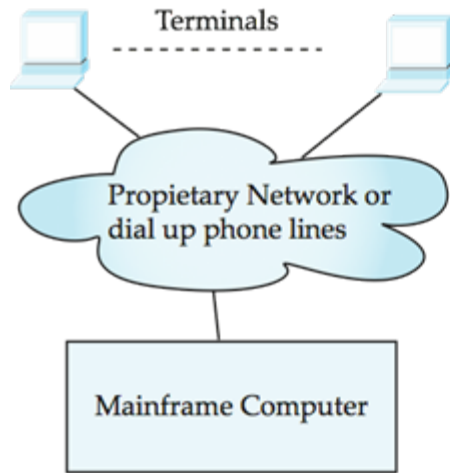 Terminals
Propietary Network or
dial up phone lines
Mainframe Computer